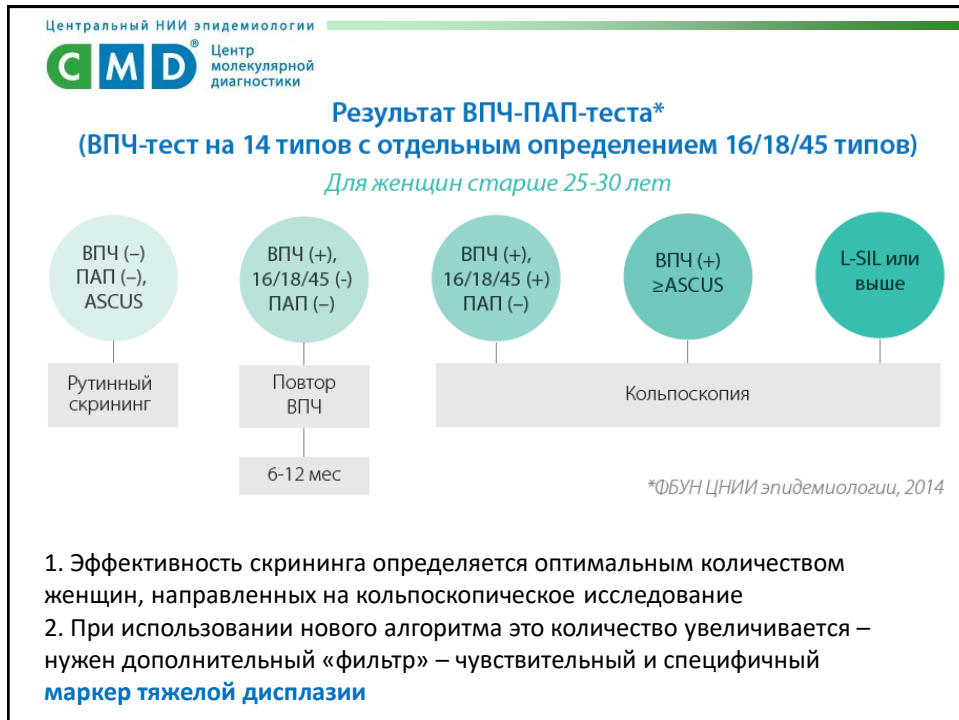 Центральный НИИ эпидемиологии
CMD®
Центр
молекулярной
диагностики
Результат ВПЧ-ПАП-теста*
(ВПЧ-тест на 14 типов с отдельным определением 16/18/45 типов)
Для женщин старше 25-30 лет
ВПЧ (–)
ПАП (–),
ASCUS
ВПЧ (+),
16/18/45 (-)
ПАП (–)
ВПЧ (+),
16/18/45 (+)
ПАП (–)
ВПЧ (+)
≥ASCUS
L-SIL или
выше
Рутинный
скрининг
Повтор
ВПЧ
Кольпоскопия
6-12 мес
*ФБУН ЦНИИ эпидемиологии, 2014
1. Эффективность скрининга определяется оптимальным количеством
женщин, направленных на кольпоскопическое исследование
2. При использовании нового алгоритма это количество увеличивается –
нужен дополнительный «фильтр» – чувствительный и специфичный
маркер тяжелой дисплазии